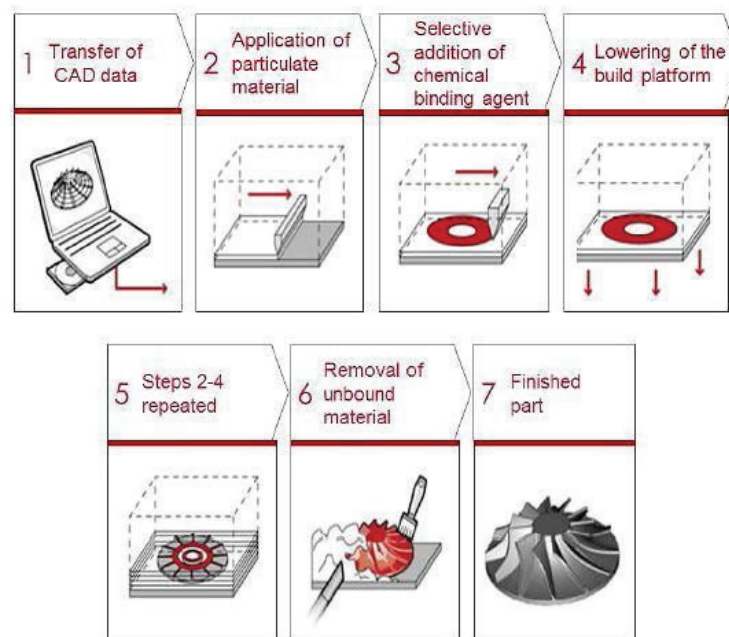 1 Transfer of
CAD data
2 Application of
particulate
material
3 Selective
addition of
chemical
binding agent
4 Lowering of the
build platform
5 Steps 2-4
repeated
6 Removal of
unbound
material
7 Finished
part